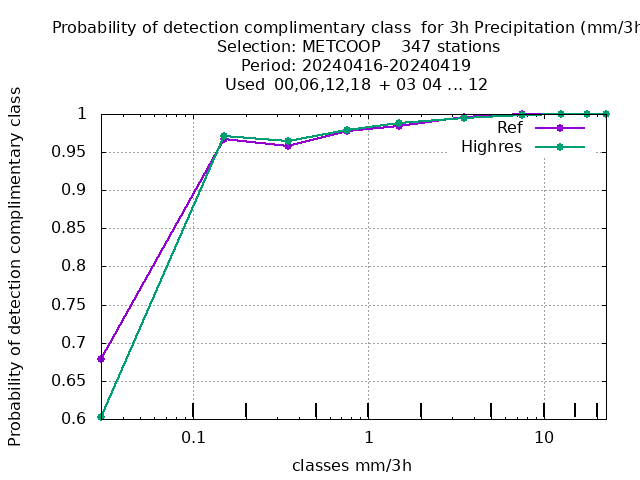 Probability of detection complimentary class  for 3h Precipitation (mm/3h
Selection: METCOOP    347 stations
Period: 20240416-20240419
Used  00,06,12,18 + 03 04 ... 12
Probability of detection complimentary class
1
0.95
0.9
0.85
0.8
0.75
0.7
0.65
0.6
Ref
Highres
0.1 1 10
classes mm/3h